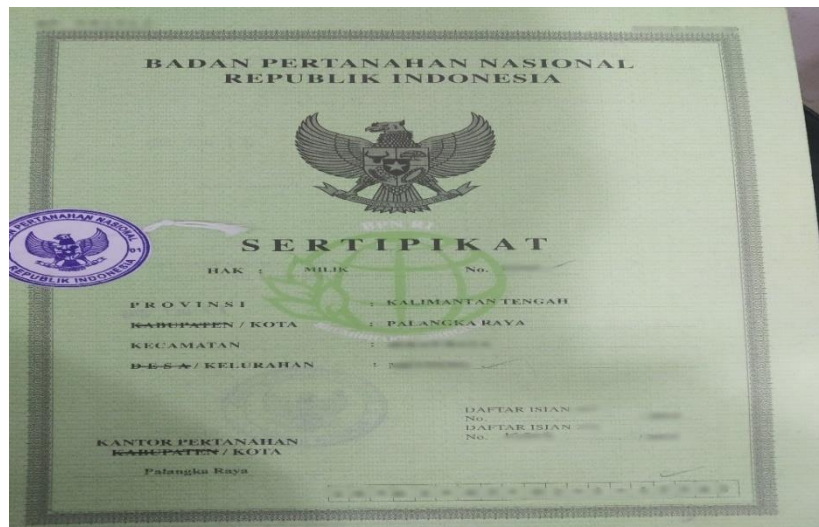 BADAN PERTANAHAN NASIONAL
REPUBLIK INDONESIA
BPN RI
SERTIPIKAT
HAK : MILIK No.
PROVINSI : KALIMANTAN TENGAH
KABUPATEN / KOTA : PALANGKA RAYA
KECAMATAN :
DESA / KELURAHAN :
DAFTAR ISIAN
No.
DAFTAR ISIAN
No. /
KANTOR PERTANAHAN
KABUPATEN / KOTA
Palangka Raya
PERTANAHAN NASIONAL
REPUBLIK INDONESIA
01